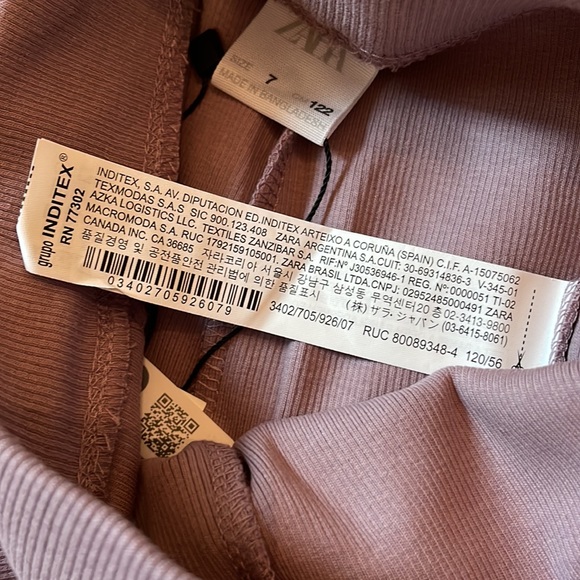 ZARA
SIZE 7 CM 122
MADE IN BANGLADESH
grupo INDITEX®
RN 77302
INDITEX, S.A. AV. DIPUTACION ED.INDITEX ARTEIXO A CORUÑA (SPAIN) C.I.F. A-15075062
TEXMODAS S.A.S SIC 900.123.408 ZARA ARGENTINA S.A.CUIT: 30-69314836-3 V-345-01
AZKA LOGISTICS LLC. TEXTILES ZANZIBAR S.A. RIF.Nº J30536946-1 REG. Nº.0000051 TI-02
MACROMODA S.A. RUC 1792159105001. ZARA BRASIL LTDA.CNPJ.: 02952485000491 ZARA
CANADA INC. CA 36685 자라코리아 서울시 강남구 삼성동 무역센터20 층 02-3413-9800
품질경영 및 공전품안전 관리법에 의한 품질표시 (株) ザラ・ジャパン (03-6415-8061)
03402705926079
3402/705/926/07 RUC 80089348-4 120/56